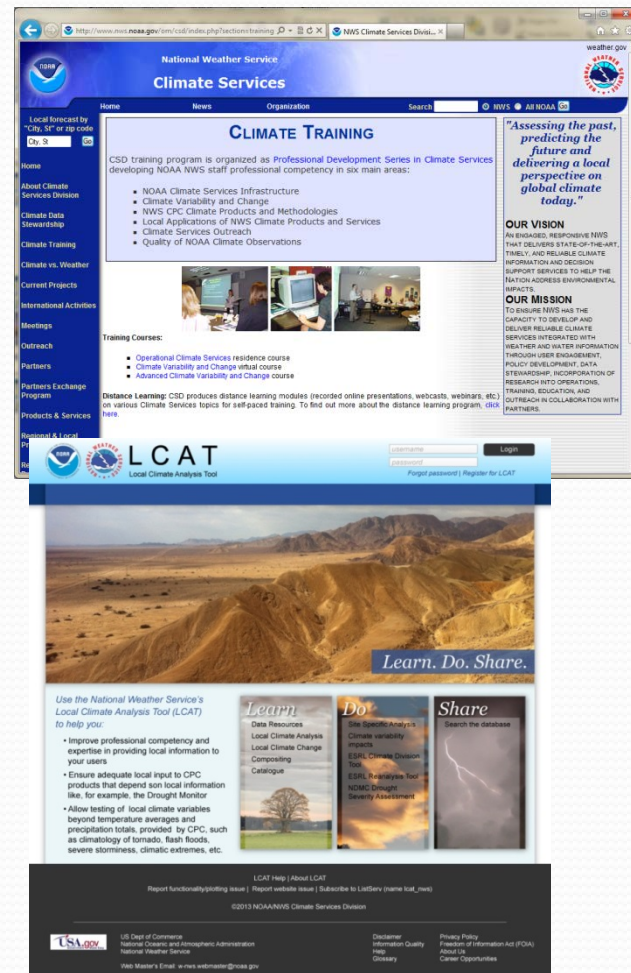 http://www.nws.noaa.gov/om/csd/index.php?section=training
NWS Climate Services Divisi...
weather.gov
NOAA
National Weather Service
Climate Services
Home News Organization Search NWS All NOAA Go
Local forecast by
"City, St" or zip code
City, St Go
Home
About Climate
Services Division
Climate Data
Stewardship
Climate Training
Climate vs. Weather
Current Projects
International Activities
Meetings
Outreach
Partners
Partners Exchange
Program
Products & Services
Regional & Local
CLIMATE TRAINING
CSD training program is organized as Professional Development Series in Climate Services
developing NOAA NWS staff professional competency in six main areas:
NOAA Climate Services Infrastructure
Climate Variability and Change
NWS CPC Climate Products and Methodologies
Local Applications of NWS Climate Products and Services
Climate Services Outreach
Quality of NOAA Climate Observations
Training Courses:
Operational Climate Services residence course
Climate Variability and Change virtual course
Advanced Climate Variability and Change course
Distance Learning: CSD produces distance learning modules (recorded online presentations, webcasts, webinars, etc.)
on various Climate Services topics for self-paced training. To find out more about the distance learning program, click
here.
"Assessing the past,
predicting the
future and
delivering a local
perspective on
global climate
today."
OUR VISION
AN ENGAGED, RESPONSIVE NWS
THAT DELIVERS STATE-OF-THE-ART,
TIMELY, AND RELIABLE CLIMATE
INFORMATION AND DECISION
SUPPORT SERVICES TO HELP THE
NATION ADDRESS ENVIRONMENTAL
IMPACTS.
OUR MISSION
TO ENSURE NWS HAS THE
CAPACITY TO DEVELOP AND
DELIVER RELIABLE CLIMATE
SERVICES INTEGRATED WITH
WEATHER AND WATER INFORMATION
THROUGH USER ENGAGEMENT,
POLICY DEVELOPMENT, DATA
STEWARDSHIP, INCORPORATION OF
RESEARCH INTO OPERATIONS,
TRAINING, EDUCATION, AND
OUTREACH IN COLLABORATION WITH
PARTNERS.
NOAA
LCAT
Local Climate Analysis Tool
username
Login
password
Forgot password | Register for LCAT
Learn. Do. Share.
Use the National Weather Service's
Local Climate Analysis Tool (LCAT)
to help you:
• Improve professional competency and
expertise in providing local information to
your users
• Ensure adequate local input to CPC
products that depend son local information
like, for example, the Drought Monitor
• Allow testing of local climate variables
beyond temperature averages and
precipitation totals, provided by CPC, such
as climatology of tornado, flash floods,
severe storminess, climatic extremes, etc.
Learn
Data Resources
Local Climate Analysis
Local Climate Change
Compositing
Catalogue
Do
Site Specific Analysis
Climate variability
impacts
ESRL Climate Division
Tool
ESRL Reanalysis Tool
NDMC Drought
Severity Assessment
Share
Search the database
LCAT Help | About LCAT
Report functionality/plotting issue | Report website issue | Subscribe to ListServ (name lcat_nws)
©2013 NOAA/NWS Climate Services Division
USA.gov
US Dept of Commerce
National Oceanic and Atmospheric Administration
National Weather Service
Web Master's Email: w-nws.webmaster@noaa.gov
Disclaimer
Information Quality
Help
Glossary
Privacy Policy
Freedom of Information Act (FOIA)
About Us
Career Opportunities